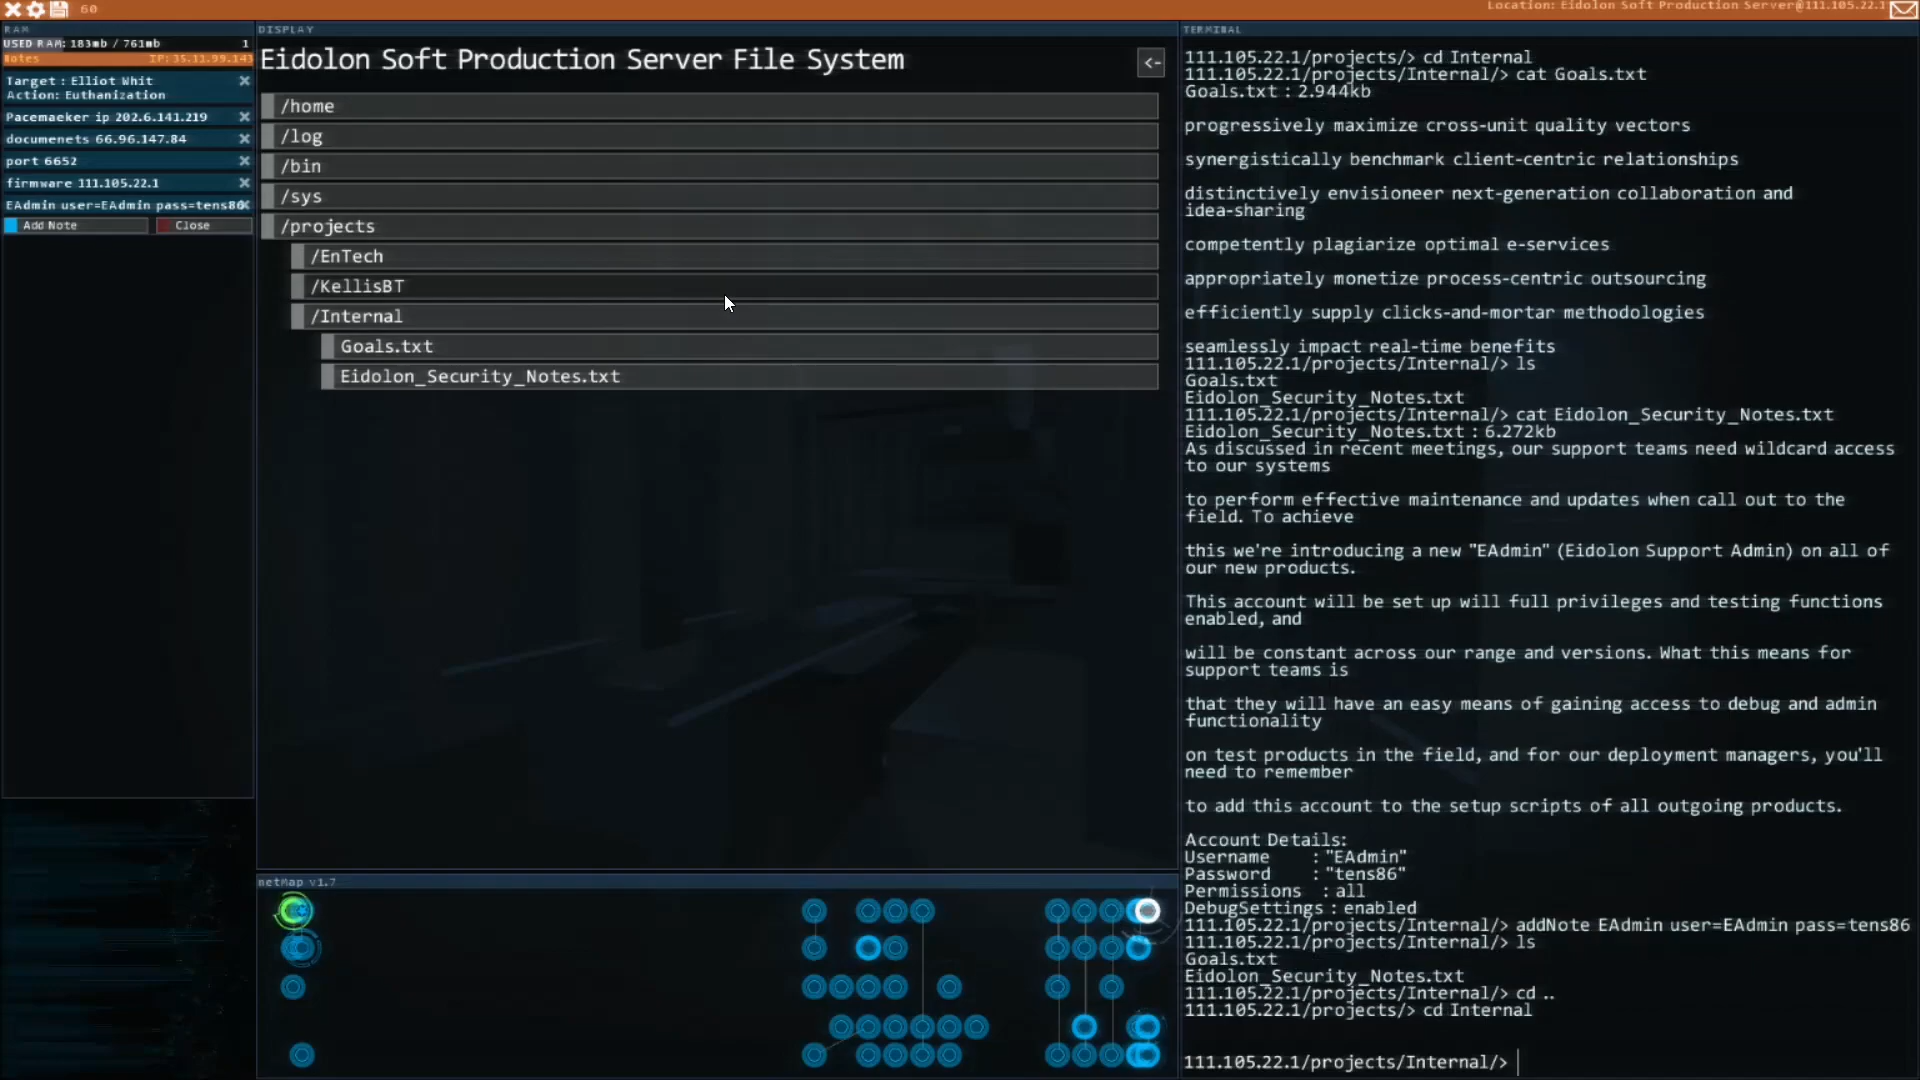 60
Location: Eidolon Soft Production Server@111.105.22.1
RAM
USED RAM: 183mb / 761mb 1
Notes IP: 35.11.99.143
Target : Elliot Whit
Action: Euthanization
Pacemaeker ip 202.6.141.219
documenets 66.96.147.84
port 6652
firmware 111.105.22.1
EAdmin user=EAdmin pass=tens86
Add Note
Close
DISPLAY
Eidolon Soft Production Server File System
<-
/home
/log
/bin
/sys
/projects
/EnTech
/KellisBT
/Internal
Goals.txt
Eidolon_Security_Notes.txt
netMap v1.7
TERMINAL
111.105.22.1/projects/> cd Internal
111.105.22.1/projects/Internal/> cat Goals.txt
Goals.txt : 2.944kb
progressively maximize cross-unit quality vectors
synergistically benchmark client-centric relationships
distinctively envisioneer next-generation collaboration and
idea-sharing
competently plagiarize optimal e-services
appropriately monetize process-centric outsourcing
efficiently supply clicks-and-mortar methodologies
seamlessly impact real-time benefits
111.105.22.1/projects/Internal/> ls
Goals.txt
Eidolon_Security_Notes.txt
111.105.22.1/projects/Internal/> cat Eidolon_Security_Notes.txt
Eidolon_Security_Notes.txt : 6.272kb
As discussed in recent meetings, our support teams need wildcard access
to our systems
to perform effective maintenance and updates when call out to the
field. To achieve
this we're introducing a new "EAdmin" (Eidolon Support Admin) on all of
our new products.
This account will be set up will full privileges and testing functions
enabled, and
will be constant across our range and versions. What this means for
support teams is
that they will have an easy means of gaining access to debug and admin
functionality
on test products in the field, and for our deployment managers, you'll
need to remember
to add this account to the setup scripts of all outgoing products.
Account Details:
Username : "EAdmin"
Password : "tens86"
Permissions : all
DebugSettings : enabled
111.105.22.1/projects/Internal/> addNote EAdmin user=EAdmin pass=tens86
111.105.22.1/projects/Internal/> ls
Goals.txt
Eidolon_Security_Notes.txt
111.105.22.1/projects/Internal/> cd ..
111.105.22.1/projects/> cd Internal
111.105.22.1/projects/Internal/>